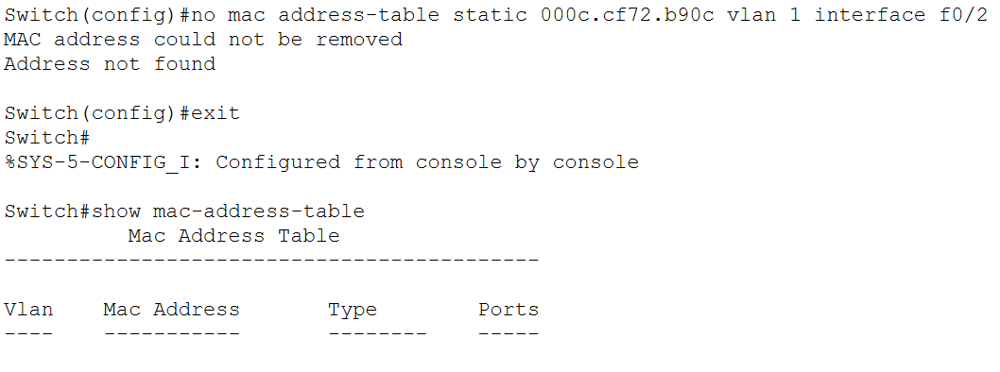 Switch(config)#no mac address-table static 000c.cf72.b90c vlan 1 interface f0/2
MAC address could not be removed
Address not found
Switch(config)#exit
Switch#
%SYS-5-CONFIG_I: Configured from console by console
Switch#show mac-address-table
Mac Address Table
-------------------------------------------
Vlan    Mac Address       Type        Ports
----    -----------       --------    -----